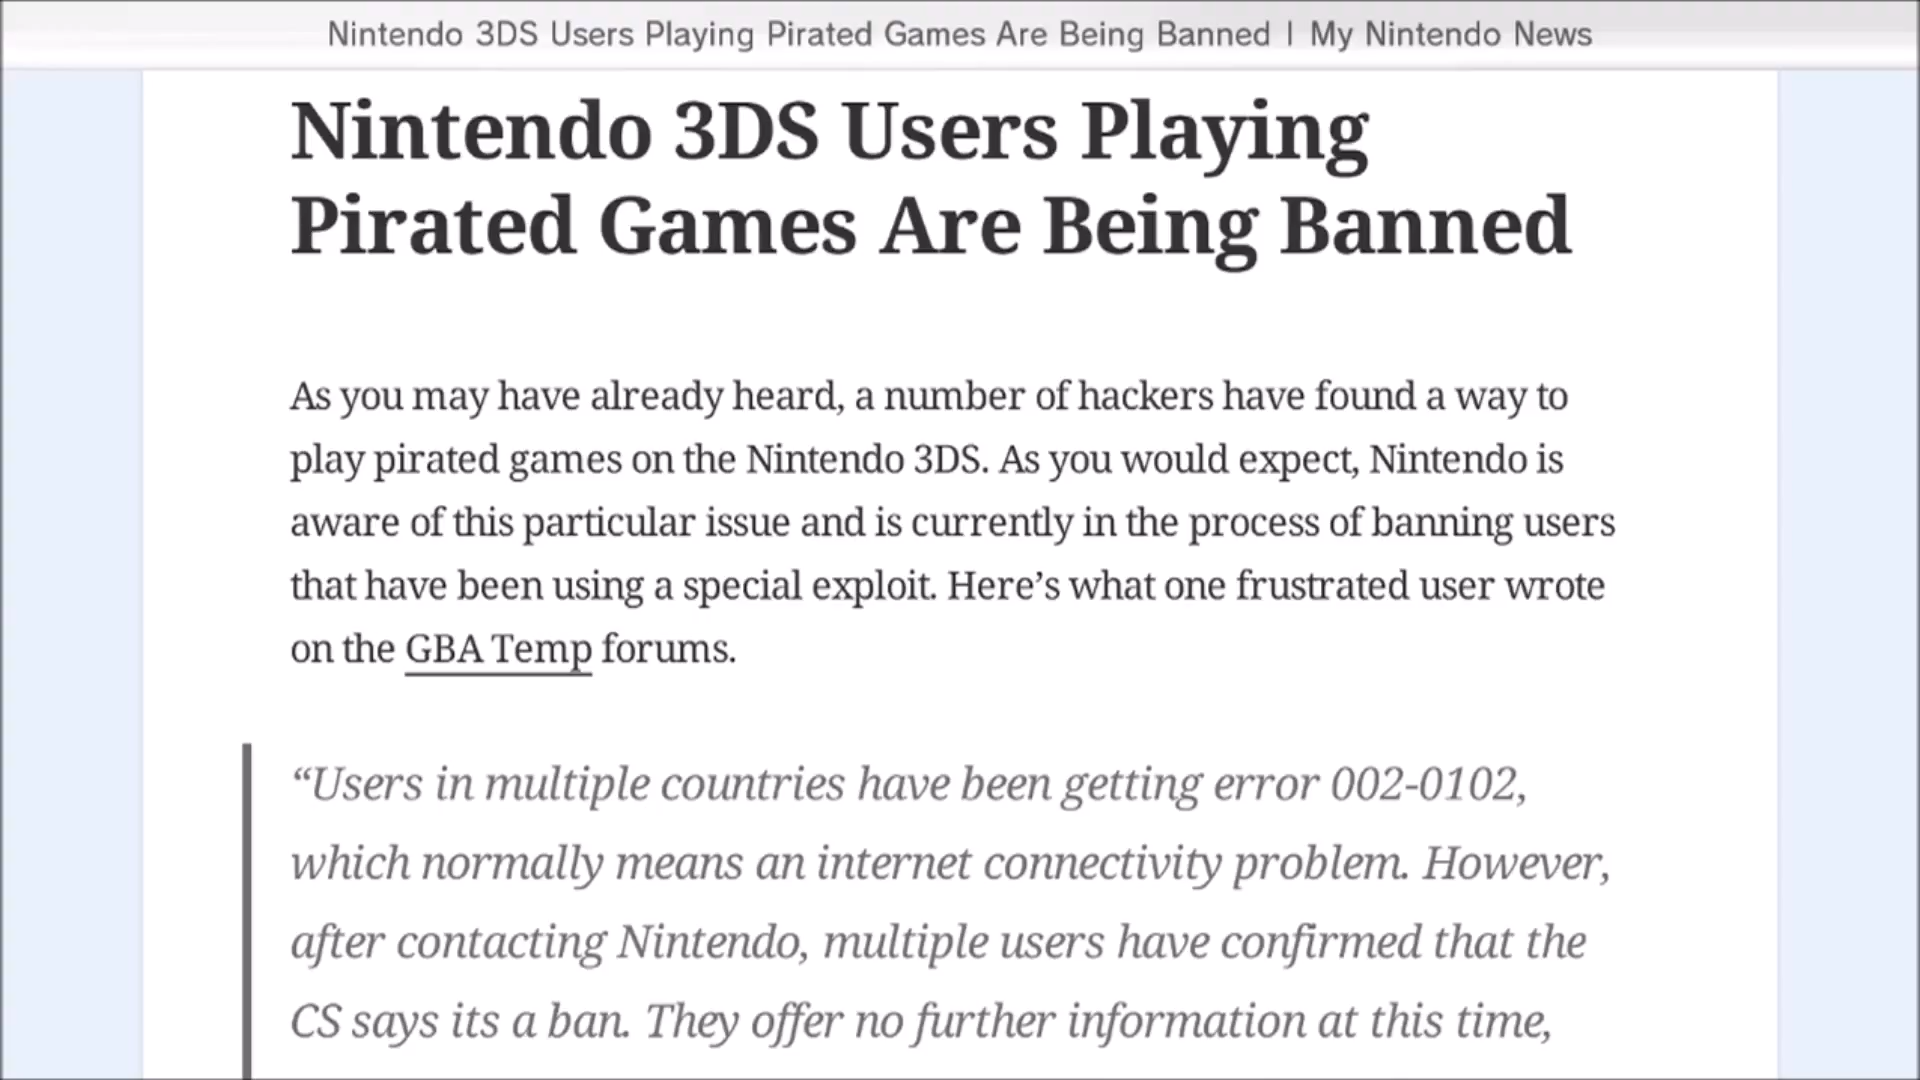 Nintendo 3DS Users Playing Pirated Games Are Being Banned | My Nintendo News
Nintendo 3DS Users Playing
Pirated Games Are Being Banned
As you may have already heard, a number of hackers have found a way to
play pirated games on the Nintendo 3DS. As you would expect, Nintendo is
aware of this particular issue and is currently in the process of banning users
that have been using a special exploit. Here’s what one frustrated user wrote
on the GBA Temp forums.
“Users in multiple countries have been getting error 002-0102,
which normally means an internet connectivity problem. However,
after contacting Nintendo, multiple users have confirmed that the
CS says its a ban. They offer no further information at this time,